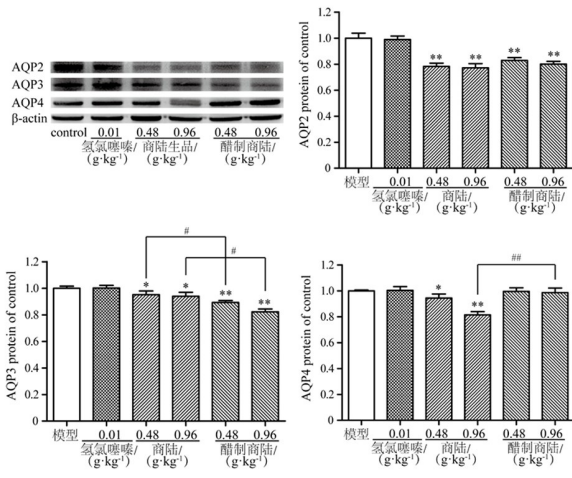 AQP2
AQP3
AQP4
β-actin
control 0.01 0.48 0.96 0.48 0.96
氢氯噻嗪/ 商陆生品/ 醋制商陆/
(g·kg⁻¹) (g·kg⁻¹) (g·kg⁻¹)
AQP2 protein of control
1.2
1.0
0.8
0.6
0.4
0.2
0
** ** ** **
模型 0.01 0.48 0.96 0.48 0.96
氢氯噻嗪/ 商陆/ 醋制商陆/
(g·kg⁻¹) (g·kg⁻¹) (g·kg⁻¹)
AQP3 protein of control
1.2
1.0
0.8
0.6
0.4
0.2
0
#
#
* * ** **
模型 0.01 0.48 0.96 0.48 0.96
氢氯噻嗪/ 商陆/ 醋制商陆/
(g·kg⁻¹) (g·kg⁻¹) (g·kg⁻¹)
AQP4 protein of control
1.2
1.0
0.8
0.6
0.4
0.2
0
##
* **
模型 0.01 0.48 0.96 0.48 0.96
氢氯噻嗪/ 商陆/ 醋制商陆/
(g·kg⁻¹) (g·kg⁻¹) (g·kg⁻¹)